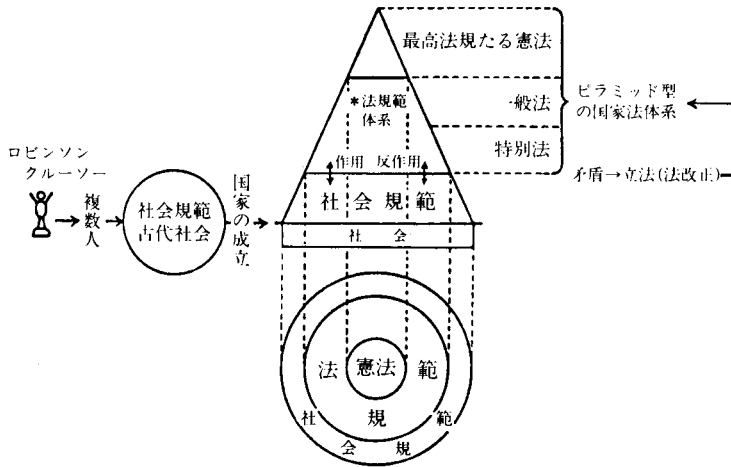 最高法規たる憲法
一般法
特別法
ピラミッド型
の国家法体系
矛盾→立法(法改正)
*法規範
体系
作用 反作用
社会規範
社会
ロビンソン
クルーソー
複数人
社会規範
古代社会
国家の成立
憲法
法規範
社会規範